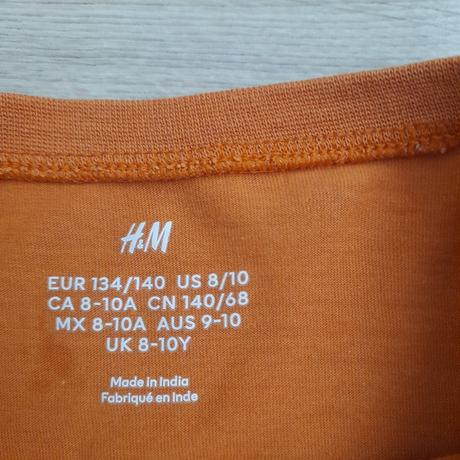 H&M
EUR 134/140 US 8/10
CA 8-10A CN 140/68
MX 8-10A AUS 9-10
UK 8-10Y
Made in India
Fabriqué en Inde